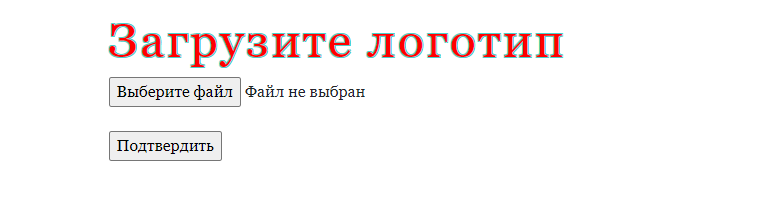 Загрузите логотип
Выберите файл Файл не выбран
Подтвердить